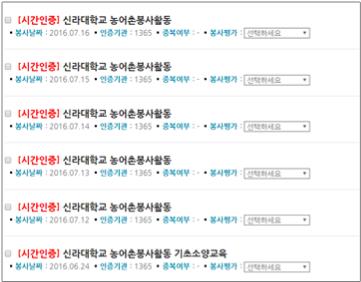 [시간인증] 신라대학교 농어촌봉사활동
• 봉사날짜 : 2016.07.16 • 인증기관 : 1365 • 중복여부 : - • 봉사평가 : 선택하세요
[시간인증] 신라대학교 농어촌봉사활동
• 봉사날짜 : 2016.07.15 • 인증기관 : 1365 • 중복여부 : - • 봉사평가 : 선택하세요
[시간인증] 신라대학교 농어촌봉사활동
• 봉사날짜 : 2016.07.14 • 인증기관 : 1365 • 중복여부 : - • 봉사평가 : 선택하세요
[시간인증] 신라대학교 농어촌봉사활동
• 봉사날짜 : 2016.07.13 • 인증기관 : 1365 • 중복여부 : - • 봉사평가 : 선택하세요
[시간인증] 신라대학교 농어촌봉사활동
• 봉사날짜 : 2016.07.12 • 인증기관 : 1365 • 중복여부 : - • 봉사평가 : 선택하세요
[시간인증] 신라대학교 농어촌봉사활동 기초소양교육
• 봉사날짜 : 2016.06.24 • 인증기관 : 1365 • 중복여부 : - • 봉사평가 : 선택하세요